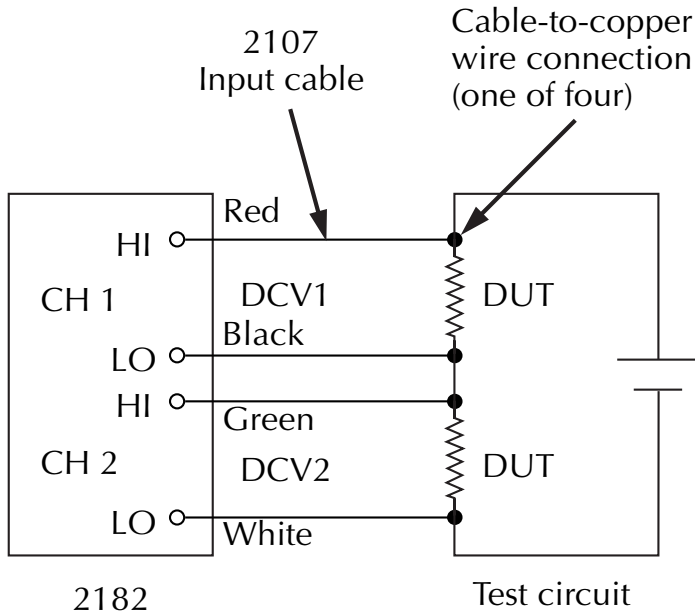 2107
Input cable
Cable-to-copper
wire connection
(one of four)
Red
HI
CH 1
DCV1
DUT
Black
LO
HI
Green
CH 2
DCV2
DUT
LO
White
2182
Test circuit